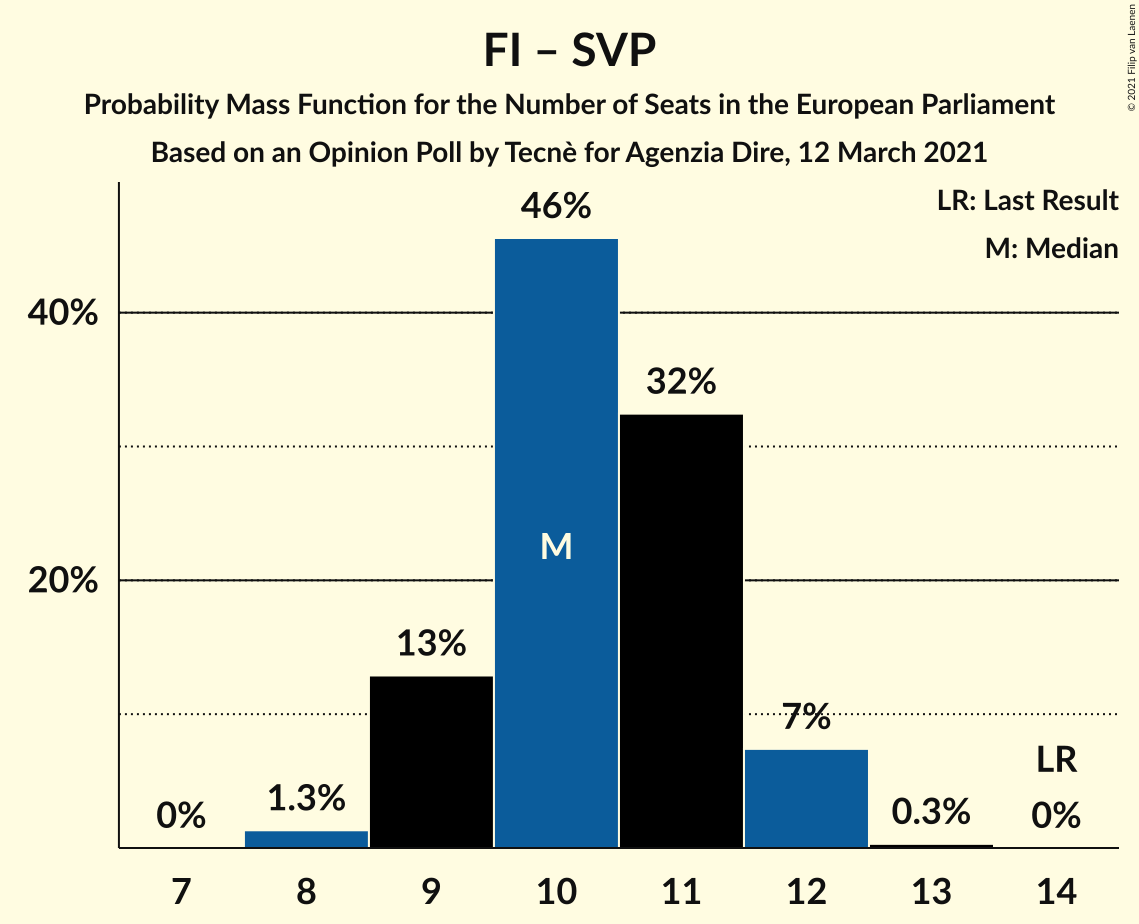 FI – SVP
Probability Mass Function for the Number of Seats in the European Parliament
Based on an Opinion Poll by Tecnè for Agenzia Dire, 12 March 2021
© 2021 Filip van Laenen
LR: Last Result
M: Median
46%
40%
32%
M
20%
13%
7%
LR
1.3%
0%
0.3%
0%
7 8 9 10 11 12 13 14